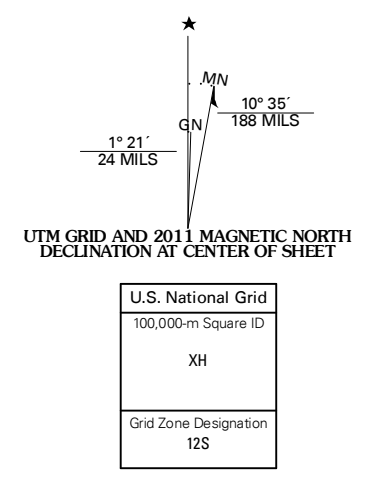 ★
MN
GN
10° 35´
188 MILS
1° 21´
24 MILS
UTM GRID AND 2011 MAGNETIC NORTH
DECLINATION AT CENTER OF SHEET
U.S. National Grid
100,000-m Square ID
XH
Grid Zone Designation
12S